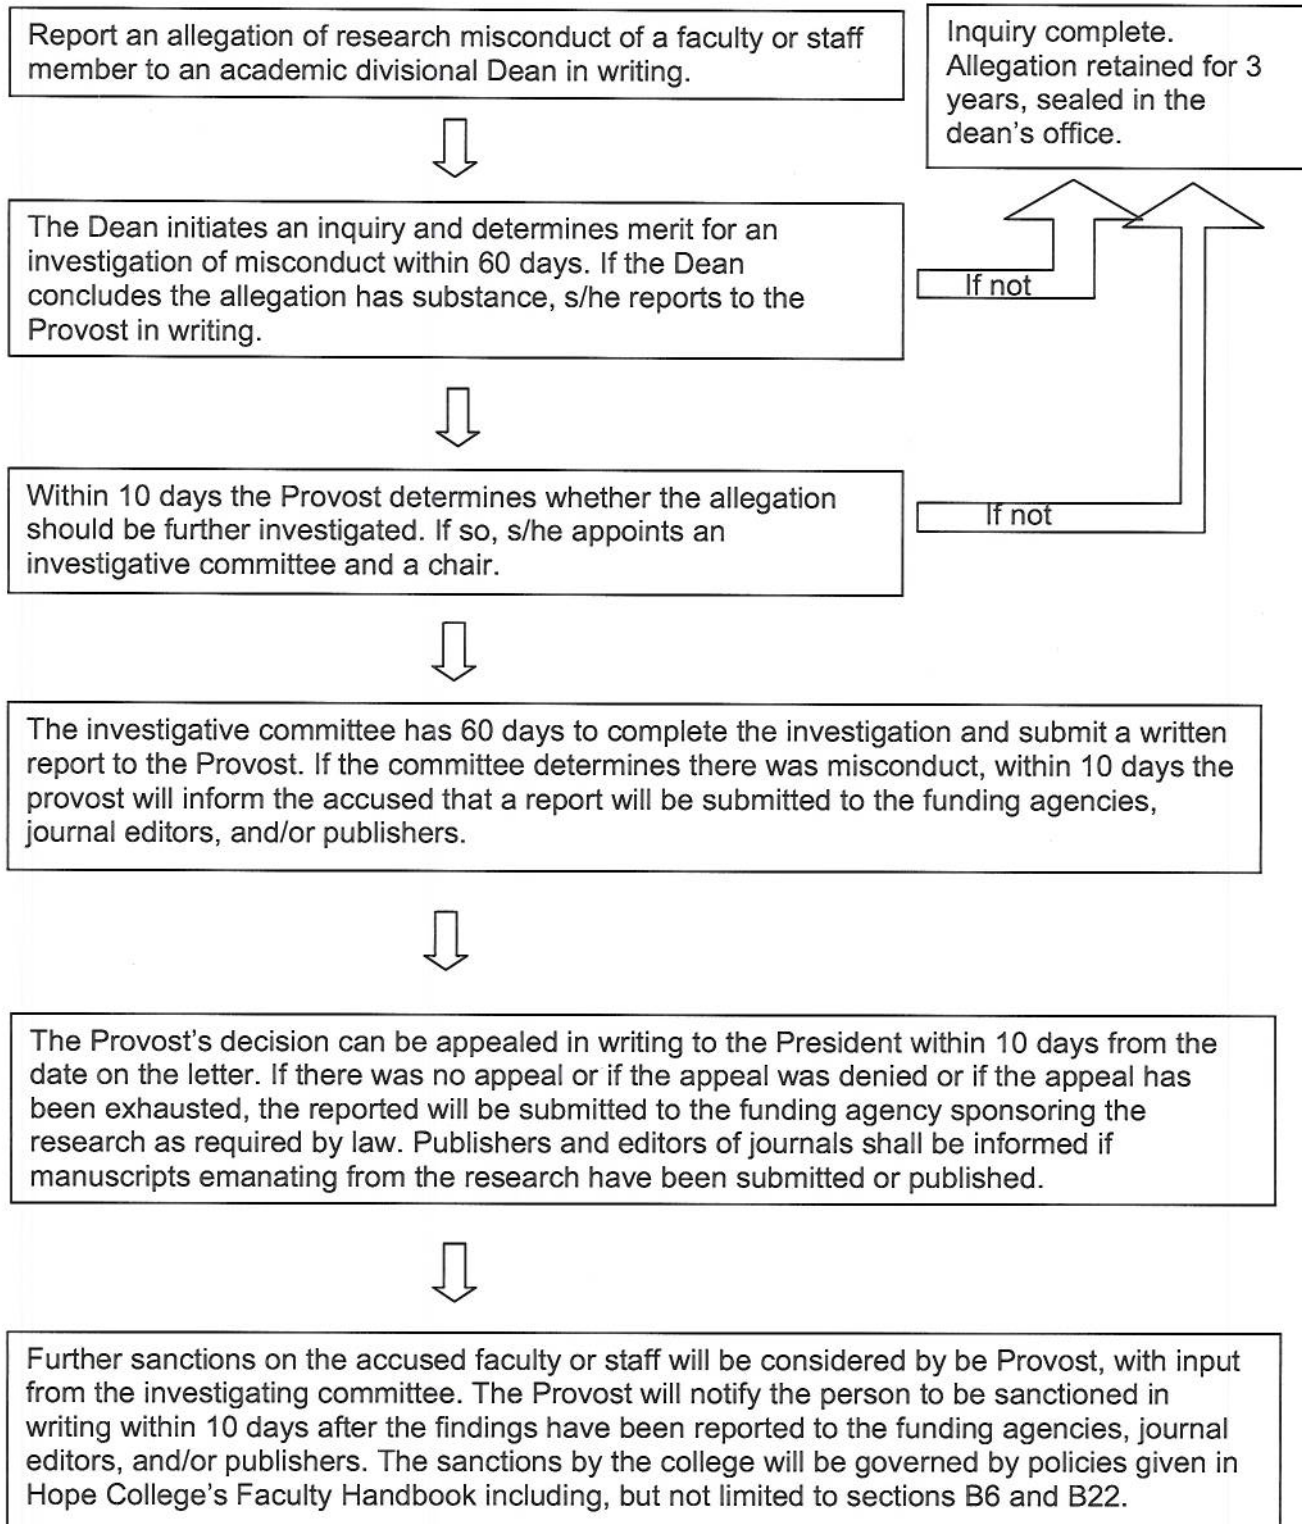 Report an allegation of research misconduct of a faculty or staff
member to an academic divisional Dean in writing.
Inquiry complete.
Allegation retained for 3
years, sealed in the
dean's office.
The Dean initiates an inquiry and determines merit for an
investigation of misconduct within 60 days. If the Dean
concludes the allegation has substance, s/he reports to the
Provost in writing.
If not
Within 10 days the Provost determines whether the allegation
should be further investigated. If so, s/he appoints an
investigative committee and a chair.
If not
The investigative committee has 60 days to complete the investigation and submit a written
report to the Provost. If the committee determines there was misconduct, within 10 days the
provost will inform the accused that a report will be submitted to the funding agencies,
journal editors, and/or publishers.
The Provost's decision can be appealed in writing to the President within 10 days from the
date on the letter. If there was no appeal or if the appeal was denied or if the appeal has
been exhausted, the reported will be submitted to the funding agency sponsoring the
research as required by law. Publishers and editors of journals shall be informed if
manuscripts emanating from the research have been submitted or published.
Further sanctions on the accused faculty or staff will be considered by be Provost, with input
from the investigating committee. The Provost will notify the person to be sanctioned in
writing within 10 days after the findings have been reported to the funding agencies, journal
editors, and/or publishers. The sanctions by the college will be governed by policies given in
Hope College's Faculty Handbook including, but not limited to sections B6 and B22.